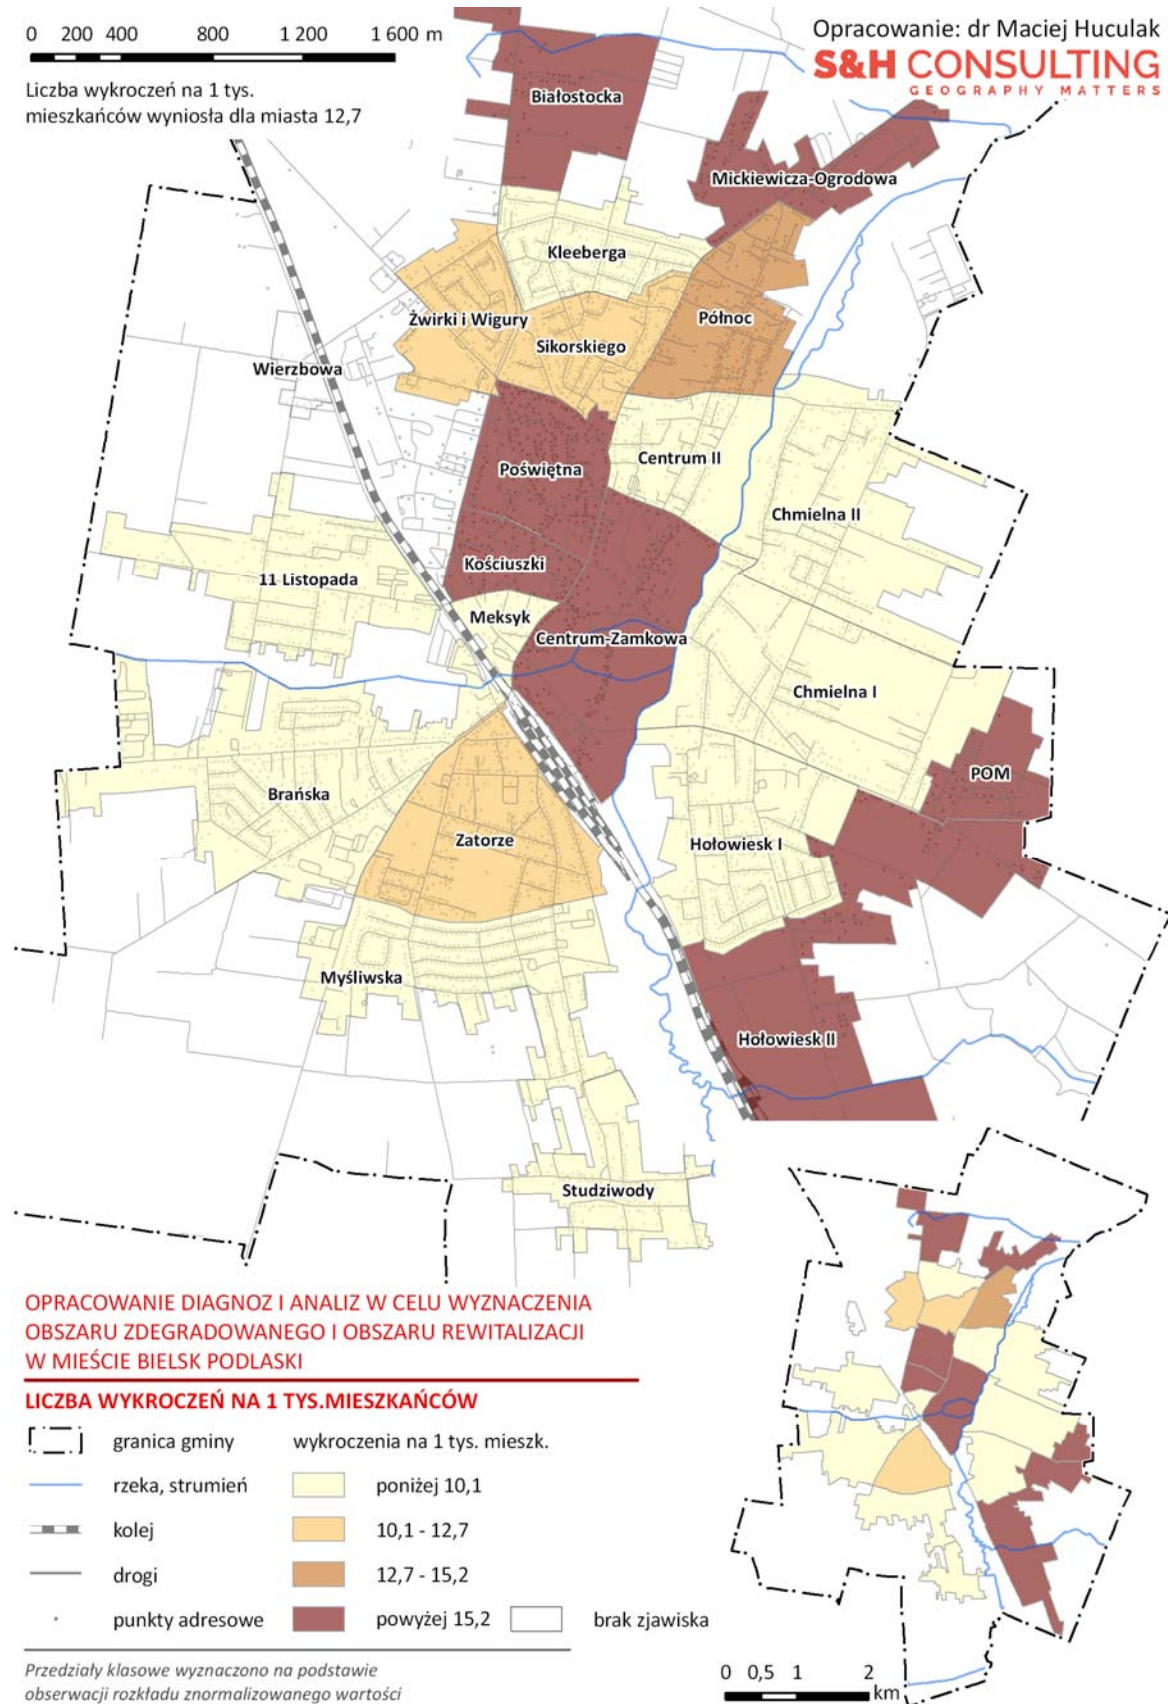 0 200 400 800 1 200 1 600 m
Opracowanie: dr Maciej Huculak
S&H CONSULTING
GEOGRAPHY MATTERS
Liczba wykroczeń na 1 tys.
mieszkańców wyniosła dla miasta 12,7
Białostocka
Mickiewicza-Ogrodowa
Kleeberga
Żwirki i Wigury
Północ
Sikorskiego
Wierzbowa
Centrum II
Poświętna
Chmielna II
Kościuszki
11 Listopada
Meksyk
Centrum-Zamkowa
Chmielna I
POM
Brańska
Zatorze
Hołowiesk I
Myśliwska
Hołowiesk II
Studziwody
OPRACOWANIE DIAGNOZ I ANALIZ W CELU WYZNACZENIA
OBSZARU ZDEGRADOWANEGO I OBSZARU REWITALIZACJI
W MIEŚCIE BIELSK PODLASKI
LICZBA WYKROCZEŃ NA 1 TYS.MIESZKAŃCÓW
granica gminy wykroczenia na 1 tys. mieszk.
rzeka, strumień poniżej 10,1
kolej 10,1 - 12,7
drogi 12,7 - 15,2
punkty adresowe powyżej 15,2 brak zjawiska
Przedziały klasowe wyznaczono na podstawie
obserwacji rozkładu znormalizowanego wartości
0 0,5 1 2
km